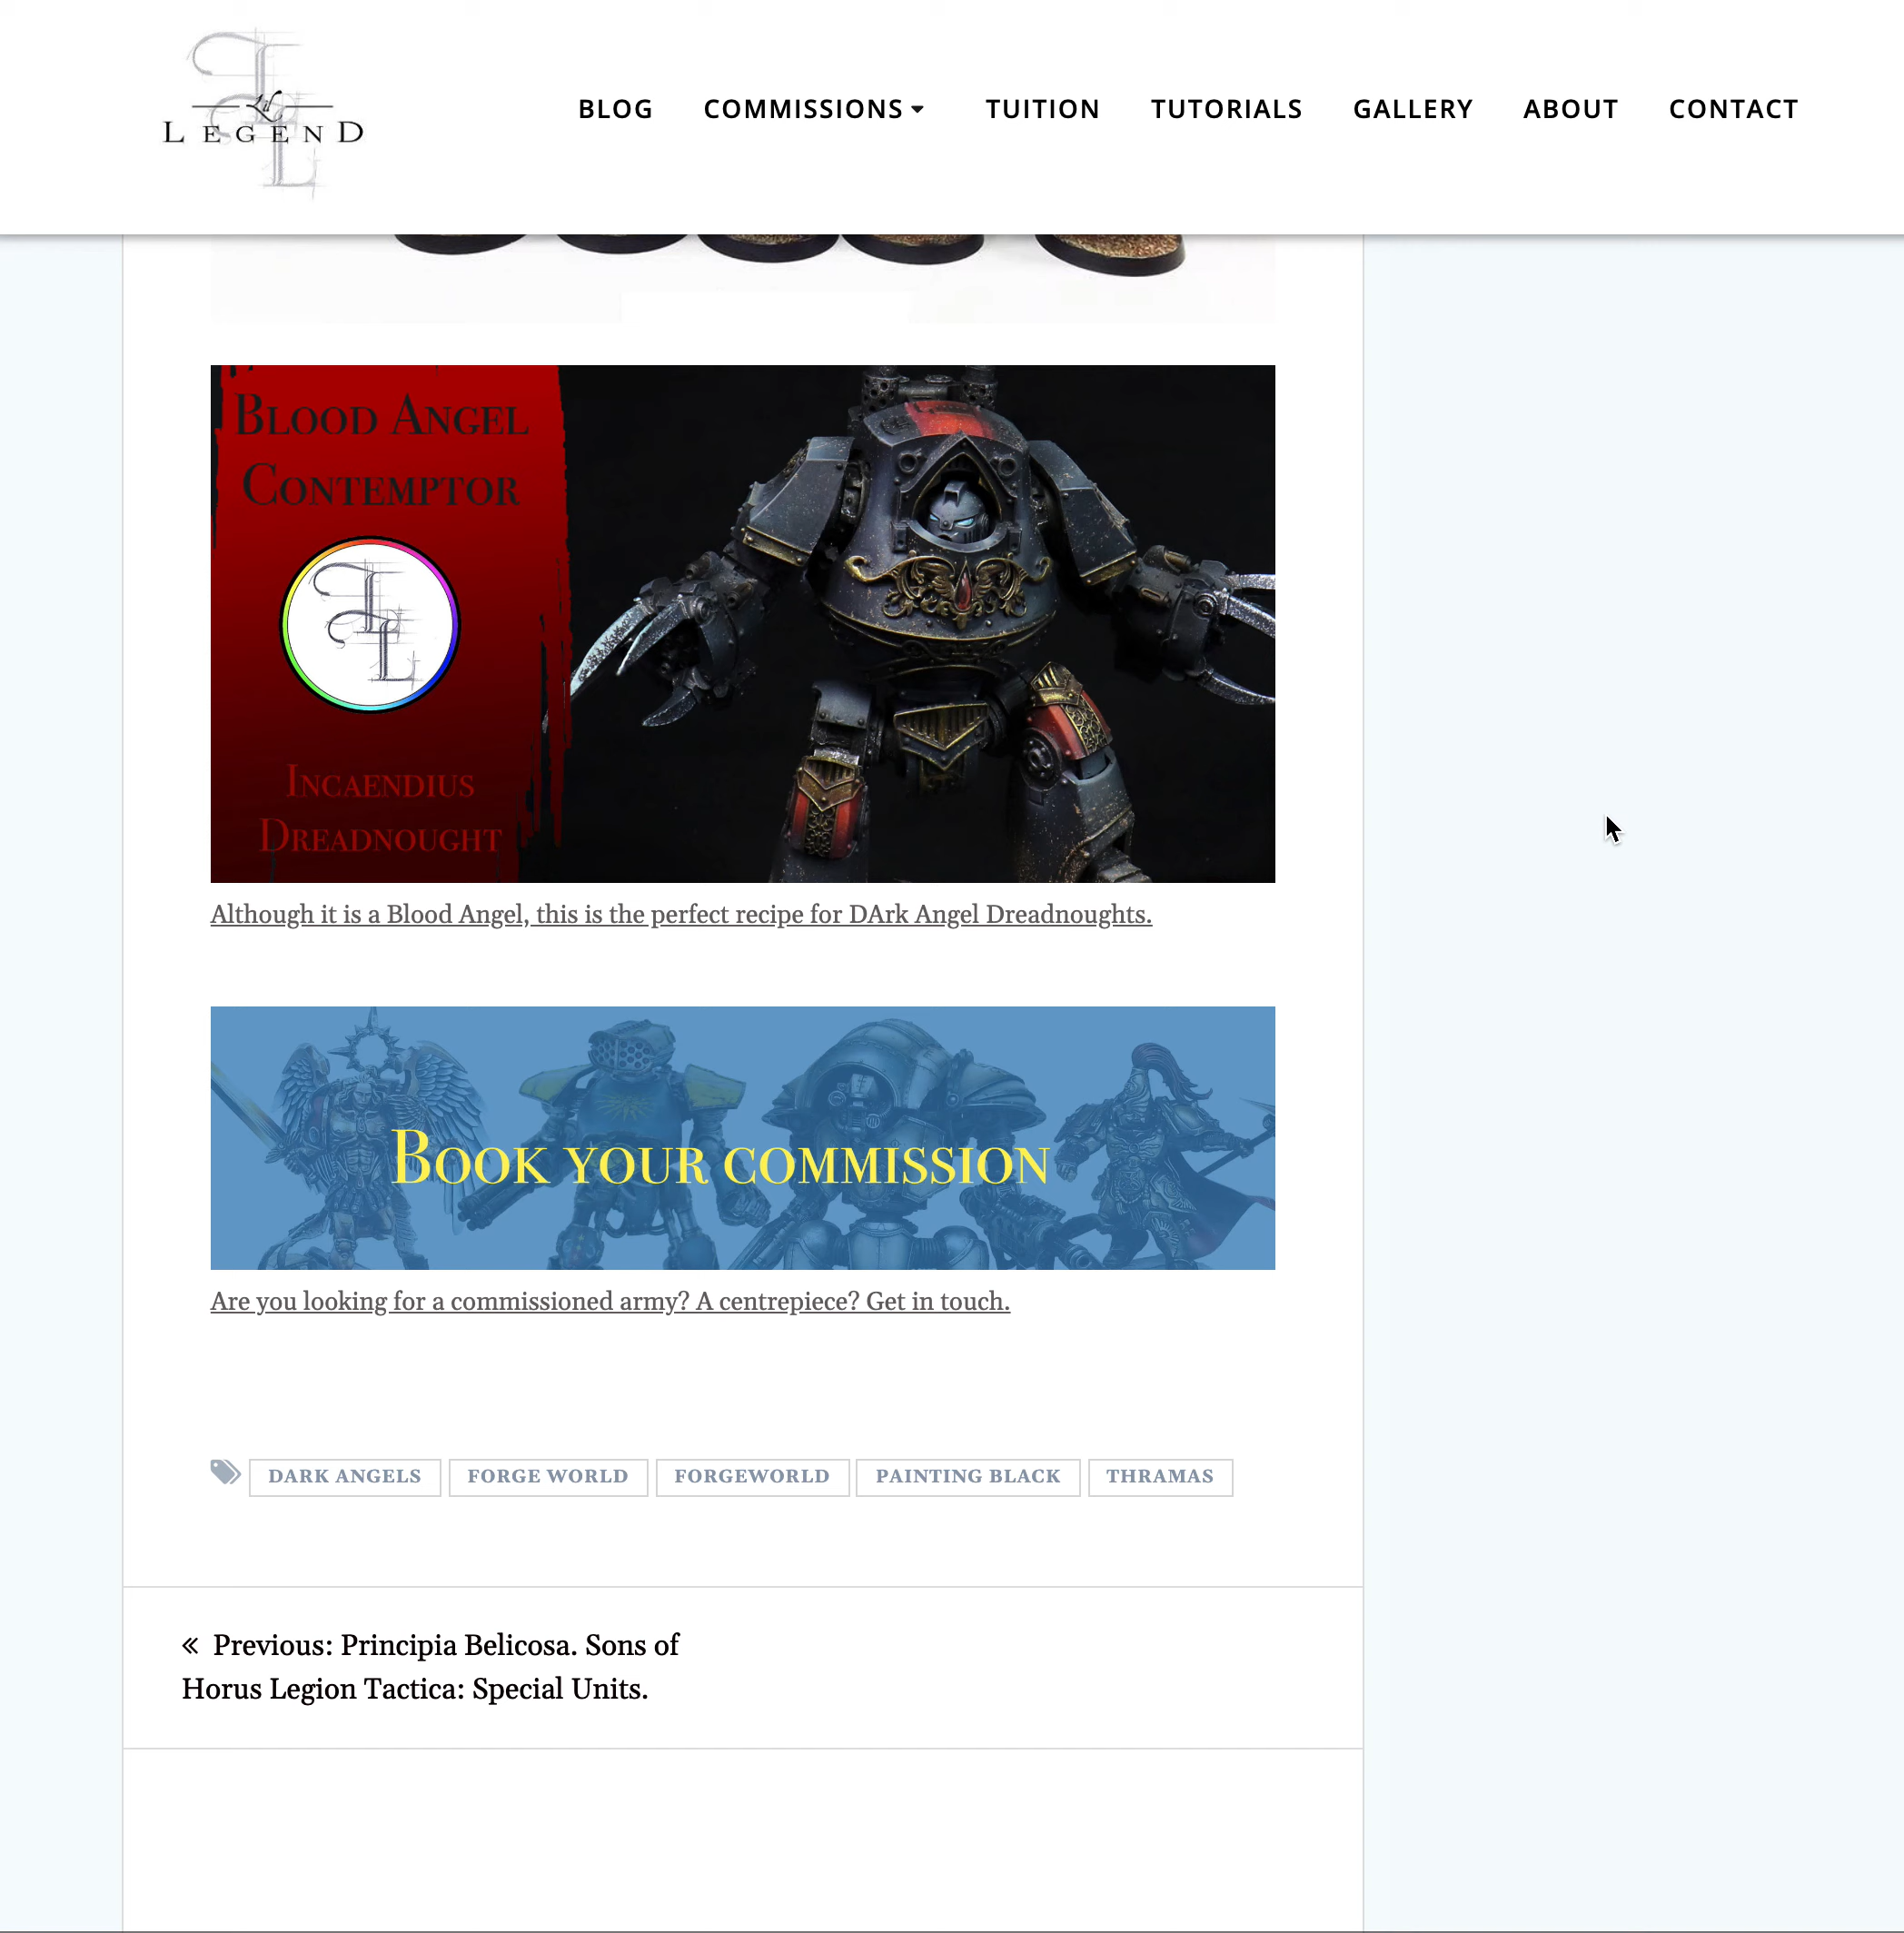 Lil
LEGEND
BLOG COMMISSIONS TUITION TUTORIALS GALLERY ABOUT CONTACT
BLOOD ANGEL
CONTEMPTOR
INCAENDIUS
DREADNOUGHT
Although it is a Blood Angel, this is the perfect recipe for DArk Angel Dreadnoughts.
BOOK YOUR COMMISSION
Are you looking for a commissioned army? A centrepiece? Get in touch.
DARK ANGELS FORGE WORLD FORGEWORLD PAINTING BLACK THRAMAS
« Previous: Principia Belicosa. Sons of
Horus Legion Tactica: Special Units.